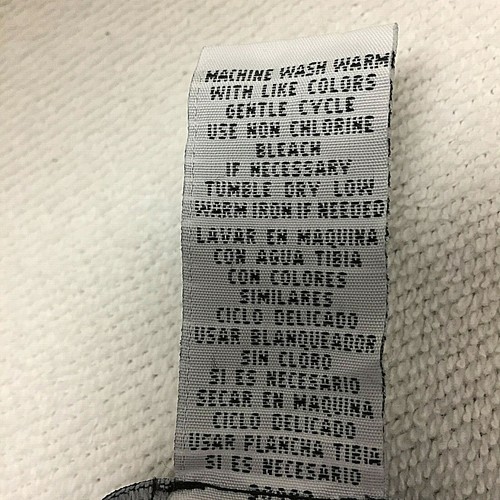 MACHINE WASH WARM
WITH LIKE COLORS
GENTLE CYCLE
USE NON CHLORINE
BLEACH
IF NECESSARY
TUMBLE DRY LOW
WARM IRON IF NEEDED
LAVAR EN MAQUINA
CON AGUA TIBIA
CON COLORES
SIMILARES
CICLO DELICADO
USAR BLANQUEADOR
SIN CLORO
SI ES NECESARIO
SECAR EN MAQUINA
CICLO DELICADO
USAR PLANCHA TIBIA
SI ES NECESARIO